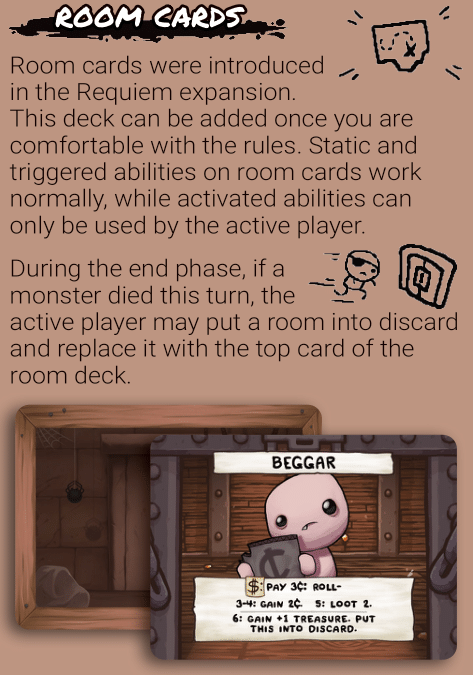 ROOM CARDS
Room cards were introduced
in the Requiem expansion.
This deck can be added once you are
comfortable with the rules. Static and
triggered abilities on room cards work
normally, while activated abilities can
only be used by the active player.
During the end phase, if a
monster died this turn, the
active player may put a room into discard
and replace it with the top card of the
room deck.
BEGGAR
$: PAY 3¢: ROLL-
3-4: GAIN 2¢. 5: LOOT 2.
6: GAIN +1 TREASURE. PUT
THIS INTO DISCARD.